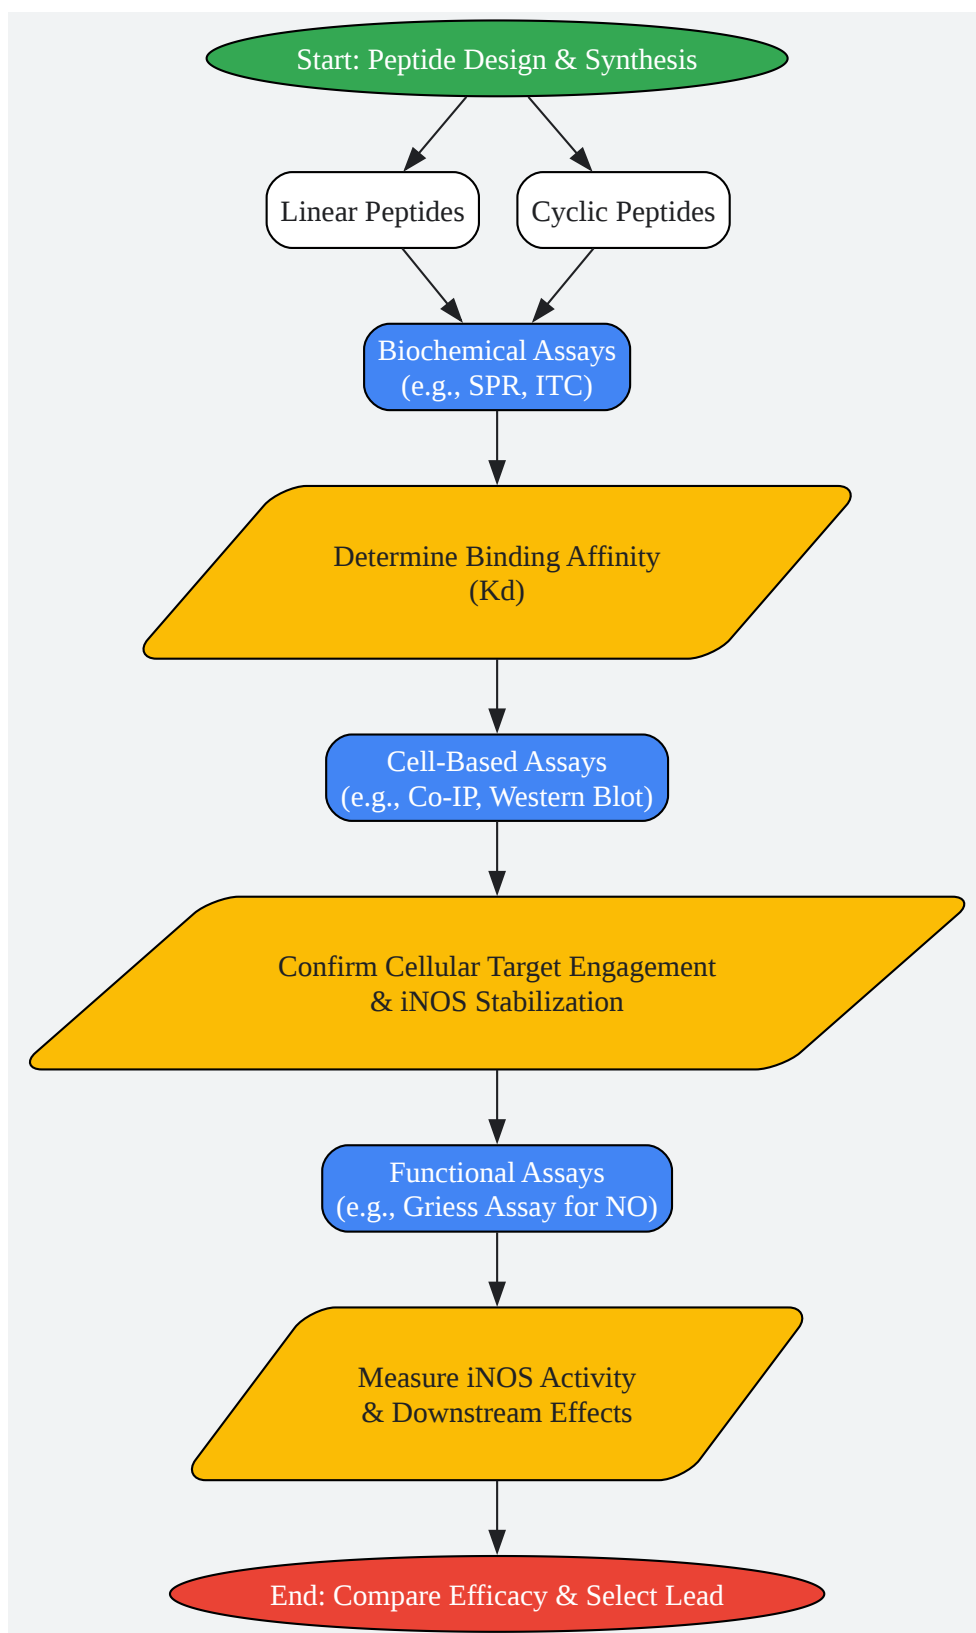 Start: Peptide Design & Synthesis
Linear Peptides
Cyclic Peptides
Biochemical Assays
(e.g., SPR, ITC)
Determine Binding Affinity
(Kd)
Cell-Based Assays
(e.g., Co-IP, Western Blot)
Confirm Cellular Target Engagement
& iNOS Stabilization
Functional Assays
(e.g., Griess Assay for NO)
Measure iNOS Activity
& Downstream Effects
End: Compare Efficacy & Select Lead